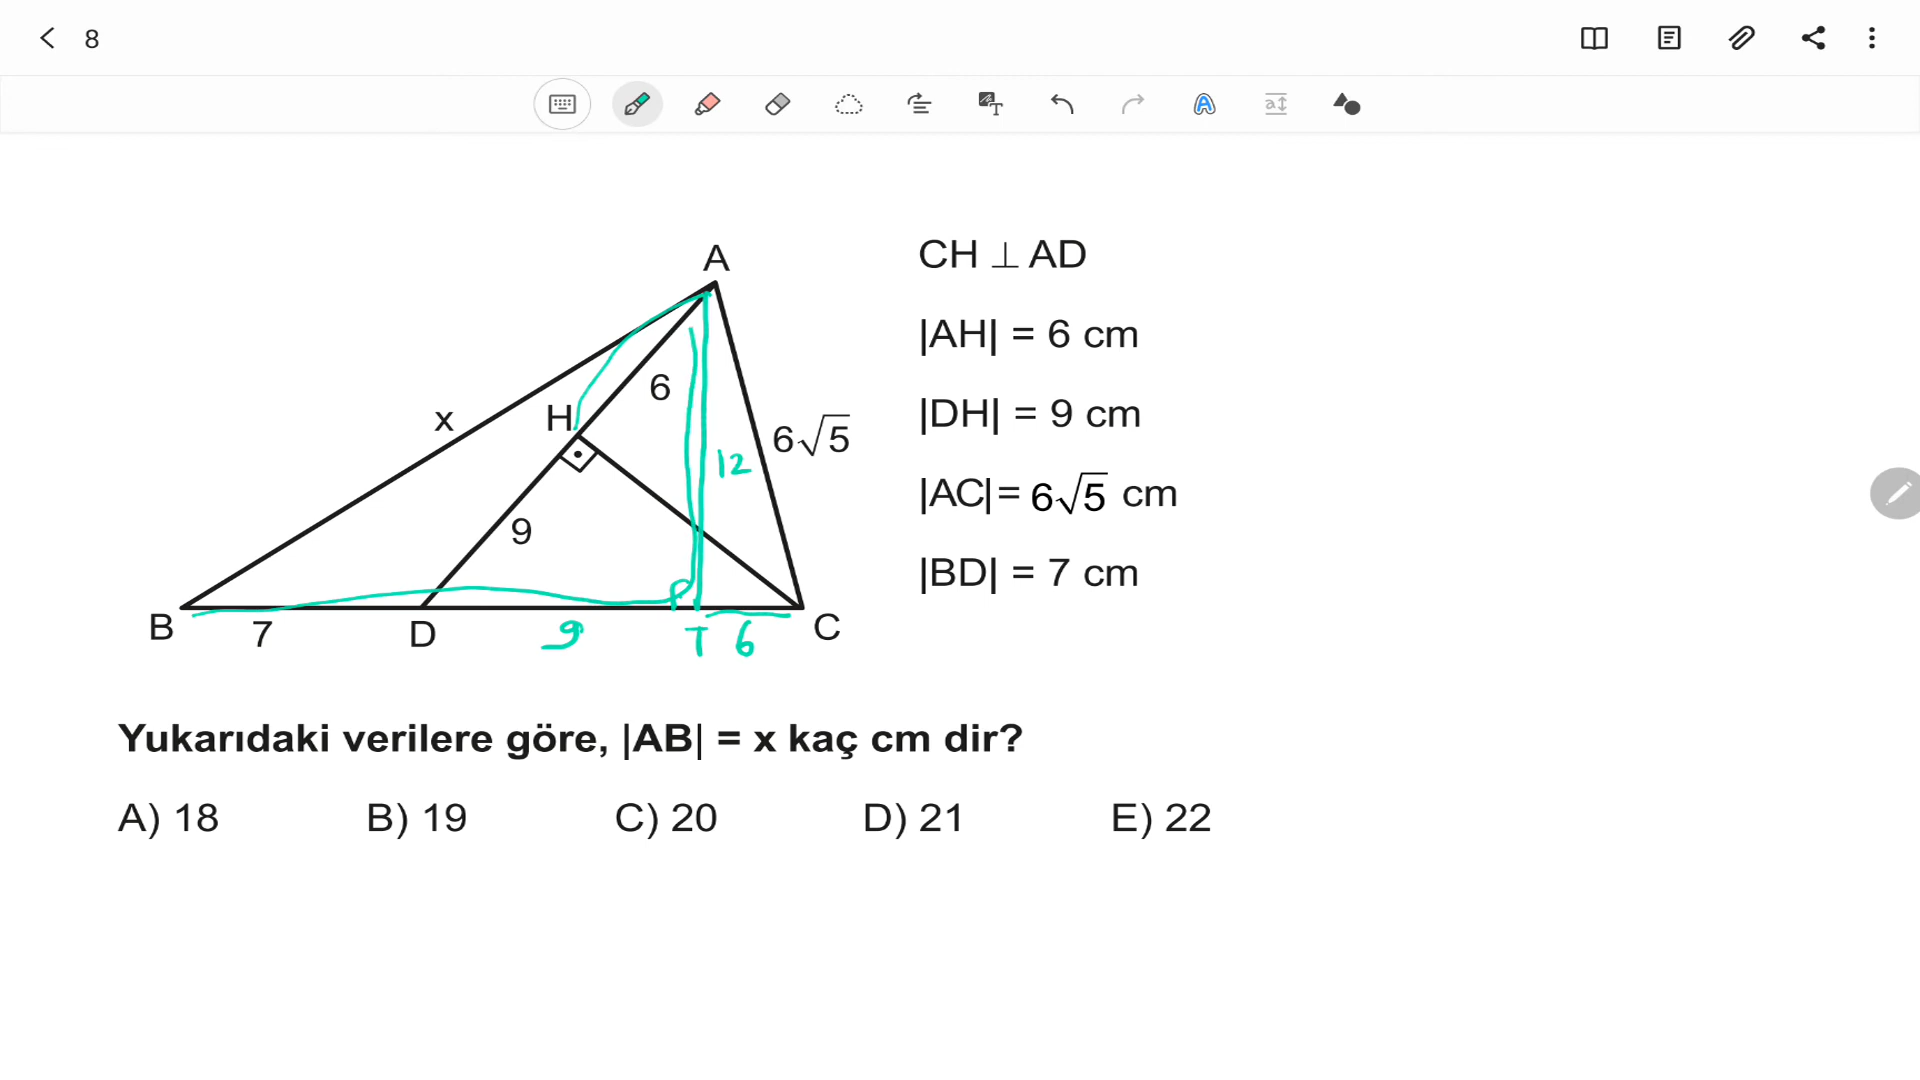 8
A
CH ⊥ AD
|AH| = 6 cm
6
x
H
|DH| = 9 cm
6√5
12
|AC| = 6√5 cm
9
|BD| = 7 cm
B
7
D
9
T
6
C
Yukarıdaki verilere göre, |AB| = x kaç cm dir?
A) 18 B) 19 C) 20 D) 21 E) 22